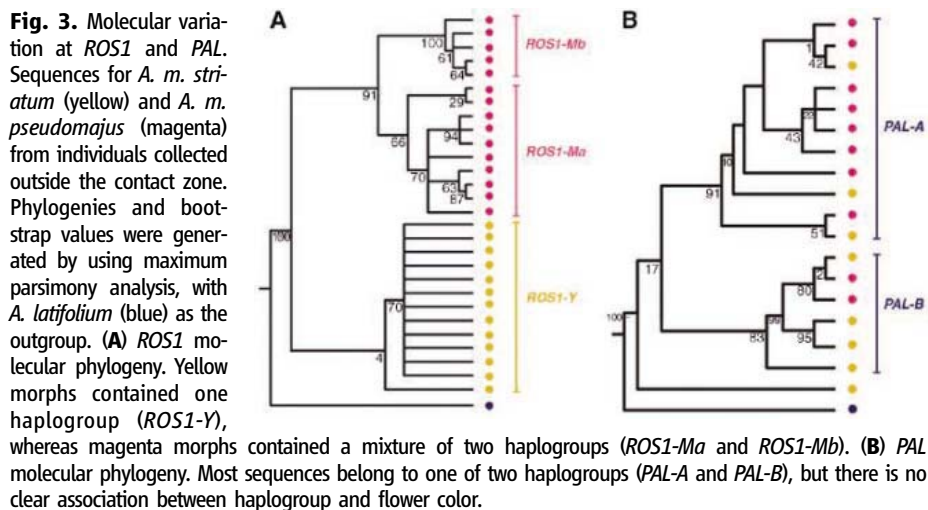 Fig. 3. Molecular varia-
tion at ROS1 and PAL.
Sequences for A. m. stri-
atum (yellow) and A. m.
pseudomajus (magenta)
from individuals collected
outside the contact zone.
Phylogenies and boot-
strap values were gener-
ated by using maximum
parsimony analysis, with
A. latifolium (blue) as the
outgroup. (A) ROS1 mo-
lecular phylogeny. Yellow
morphs contained one
haplogroup (ROS1-Y),
whereas magenta morphs contained a mixture of two haplogroups (ROS1-Ma and ROS1-Mb). (B) PAL
molecular phylogeny. Most sequences belong to one of two haplogroups (PAL-A and PAL-B), but there is no
clear association between haplogroup and flower color.
A
100
61
64
ROS1-Mb
91
29
66
94
ROS1-Ma
70
63
87
100
70
ROS1-Y
4
B
1
42
43
PAL-A
91
51
17
2
80
PAL-B
99
83
95
100